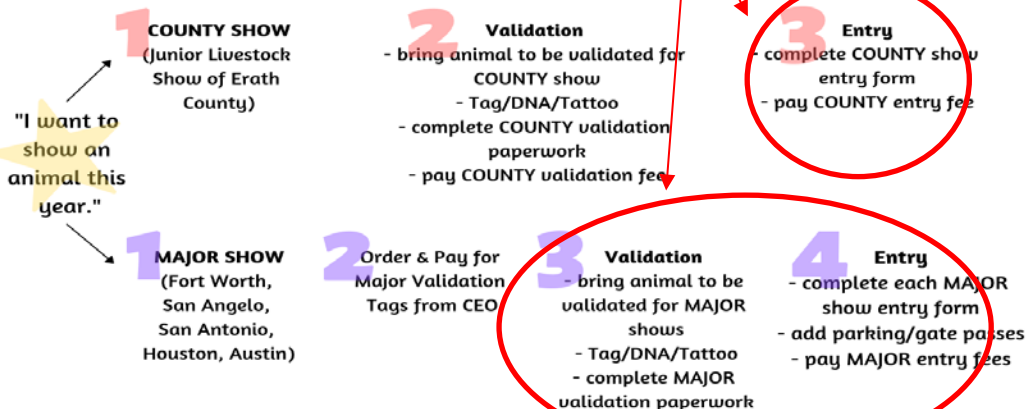 "I want to
show an
animal this
year."
1
COUNTY SHOW
(Junior Livestock
Show of Erath
County)
2
Validation
- bring animal to be validated for
COUNTY show
- Tag/DNA/Tattoo
- complete COUNTY validation
paperwork
- pay COUNTY validation fee
3
Entry
- complete COUNTY show
entry form
- pay COUNTY entry fee
1
MAJOR SHOW
(Fort Worth,
San Angelo,
San Antonio,
Houston, Austin)
2
Order & Pay for
Major Validation
Tags from CEO
3
Validation
- bring animal to be
validated for MAJOR
shows
- Tag/DNA/Tattoo
- complete MAJOR
validation paperwork
4
Entry
- complete each MAJOR
show entry form
- add parking/gate passes
- pay MAJOR entry fees